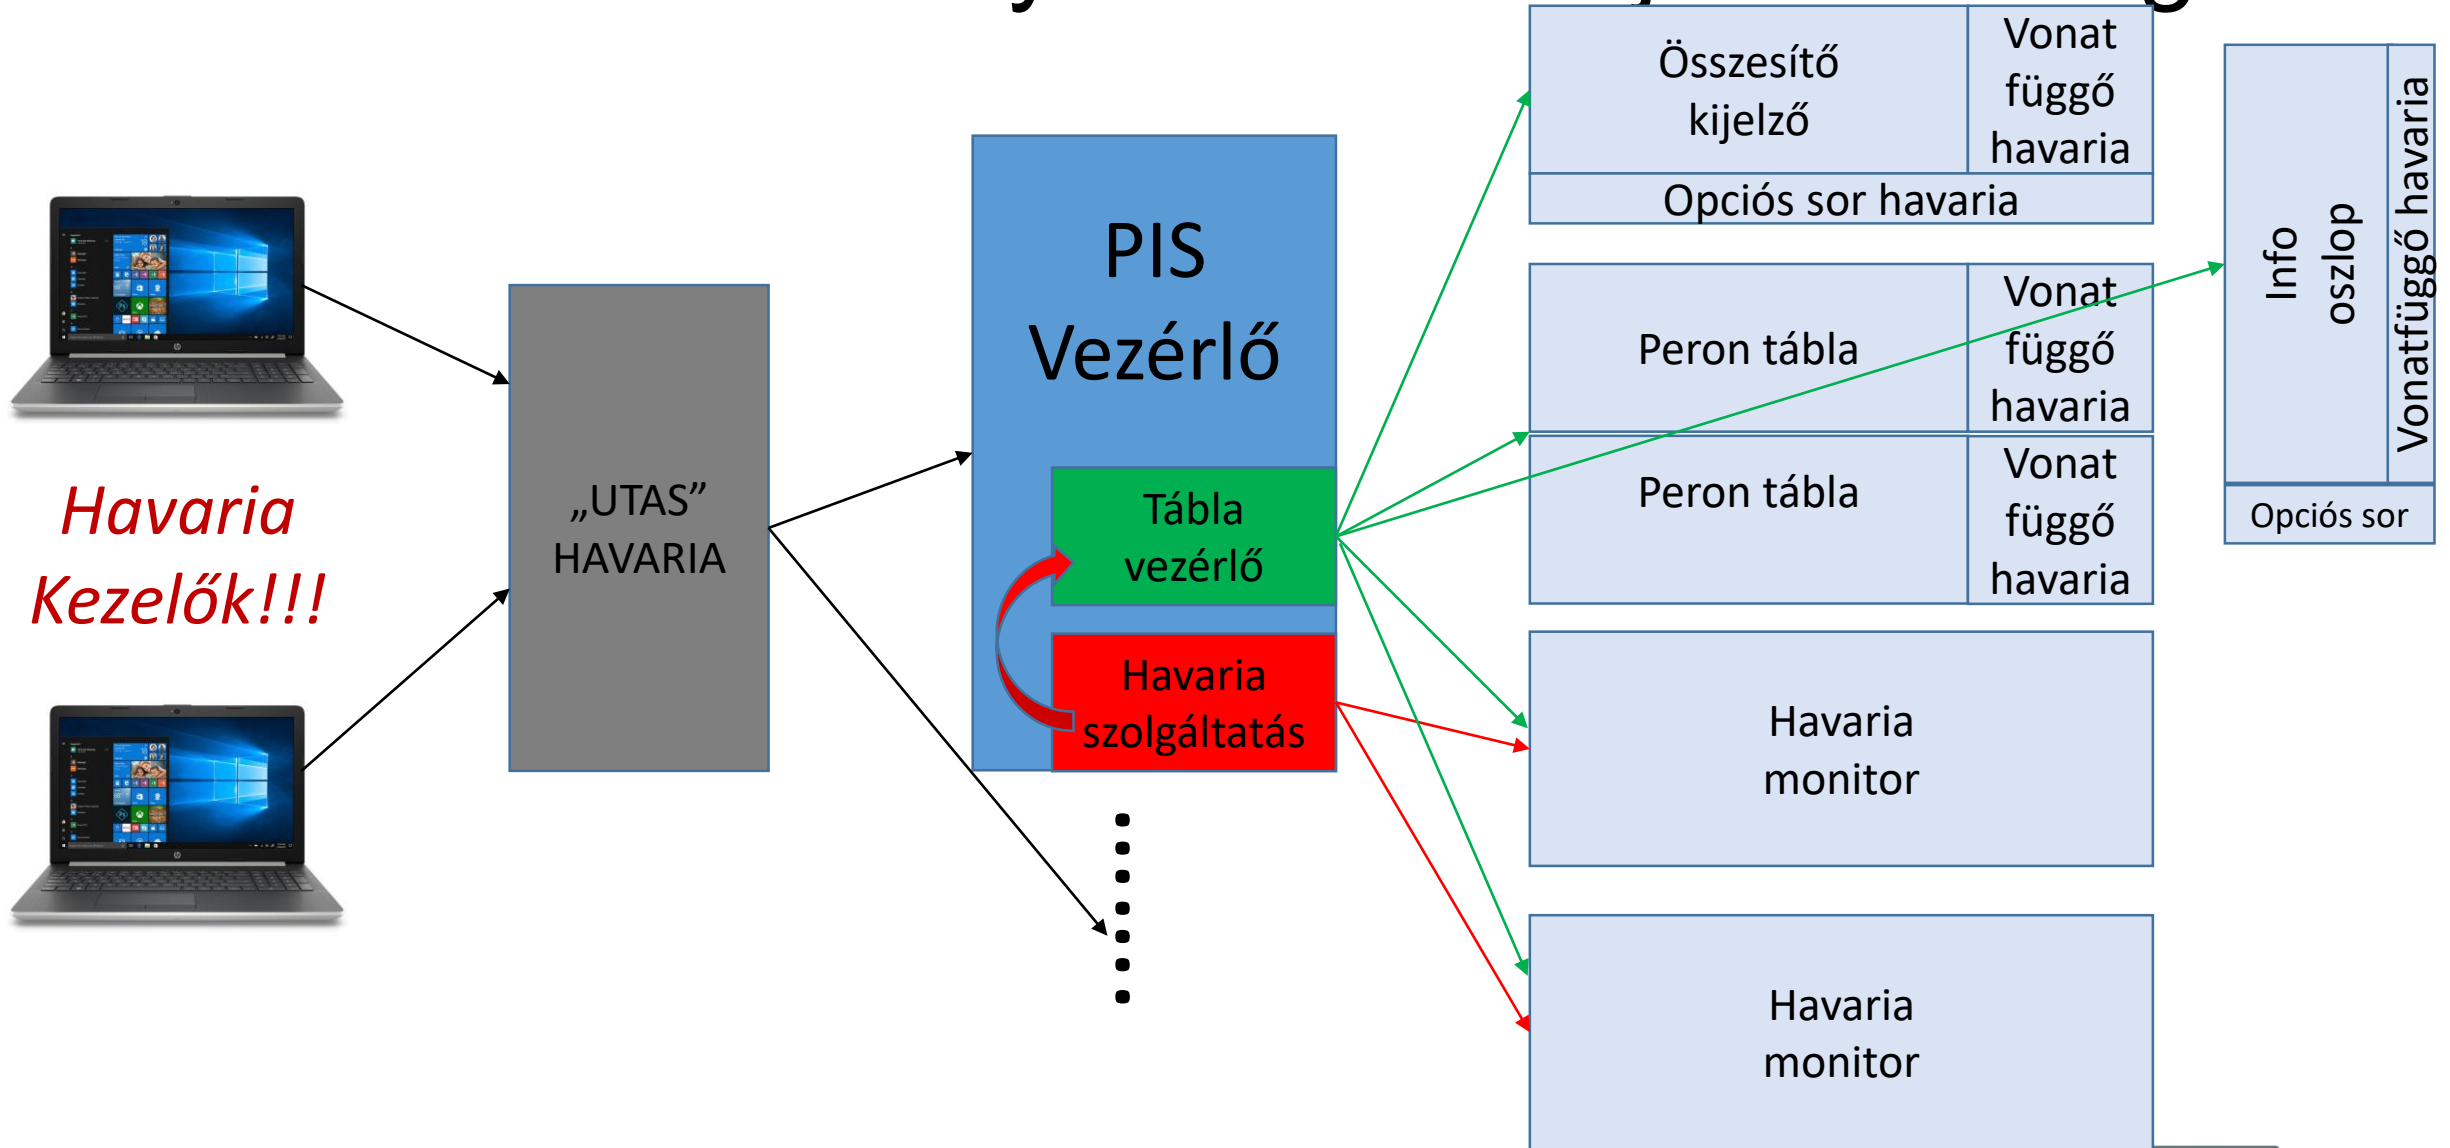 Havaria
Kezelők!!!
„UTAS”
HAVARIA
PIS
Vezérlő
Tábla
vezérlő
Havaria
szolgáltatás
Összesítő
kijelző
Vonat
függő
havaria
Opciós sor havaria
Peron tábla
Vonat
függő
havaria
Peron tábla
Vonat
függő
havaria
Havaria
monitor
Havaria
monitor
Info
oszlop
Vonatfüggő havaria
Opciós sor